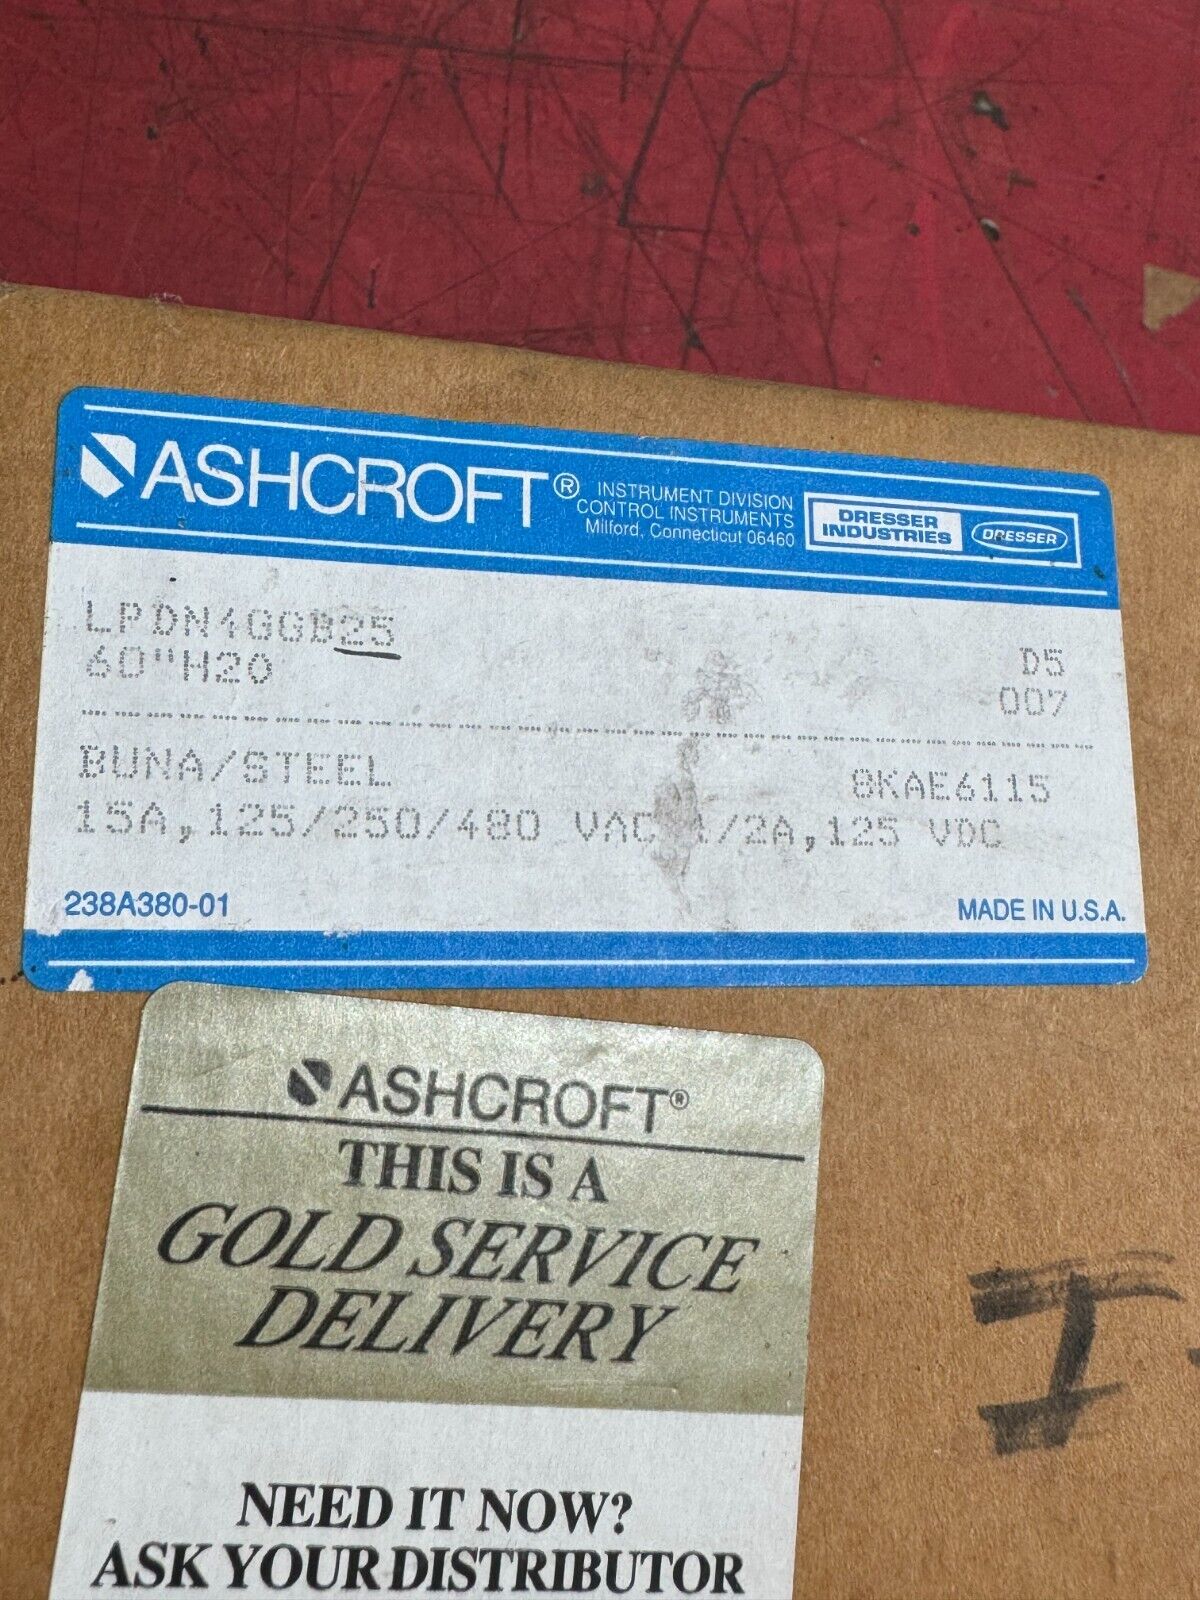 ASHCROFT®
INSTRUMENT DIVISION
CONTROL INSTRUMENTS
Milford, Connecticut 06460
DRESSER
INDUSTRIES
DRESSER
LPDN4GGB25
60"H20
D5
007
BUNA/STEEL
8KAE6115
15A,125/250/480 VAC 1/2A,125 VDC
238A380-01
MADE IN U.S.A.
ASHCROFT®
THIS IS A
GOLD SERVICE
DELIVERY
NEED IT NOW?
ASK YOUR DISTRIBUTOR
I